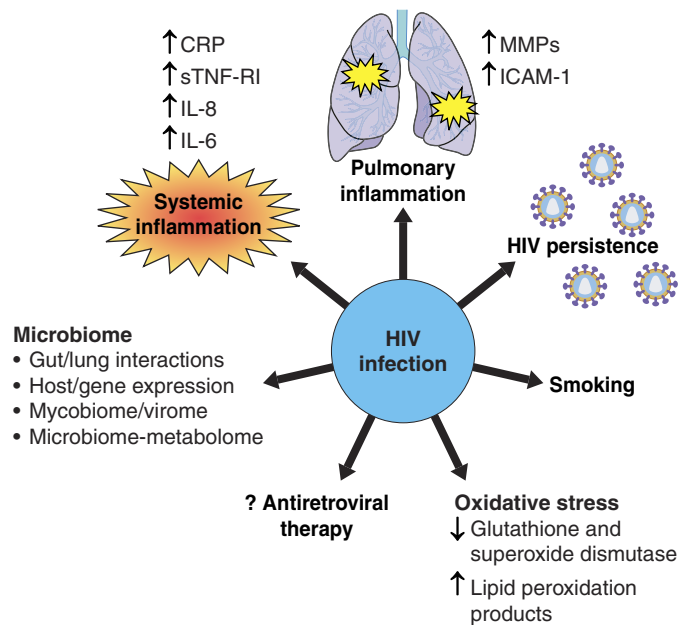 ↑CRP
↑sTNF-RI
↑IL-8
↑IL-6
↑MMPs
↑ICAM-1
Pulmonary
inflammation
Systemic
inflammation
HIV persistence
HIV
infection
Microbiome
• Gut/lung interactions
• Host/gene expression
• Mycobiome/virome
• Microbiome-metabolome
Smoking
? Antiretroviral
therapy
Oxidative stress
↓ Glutathione and
superoxide dismutase
↑ Lipid peroxidation
products